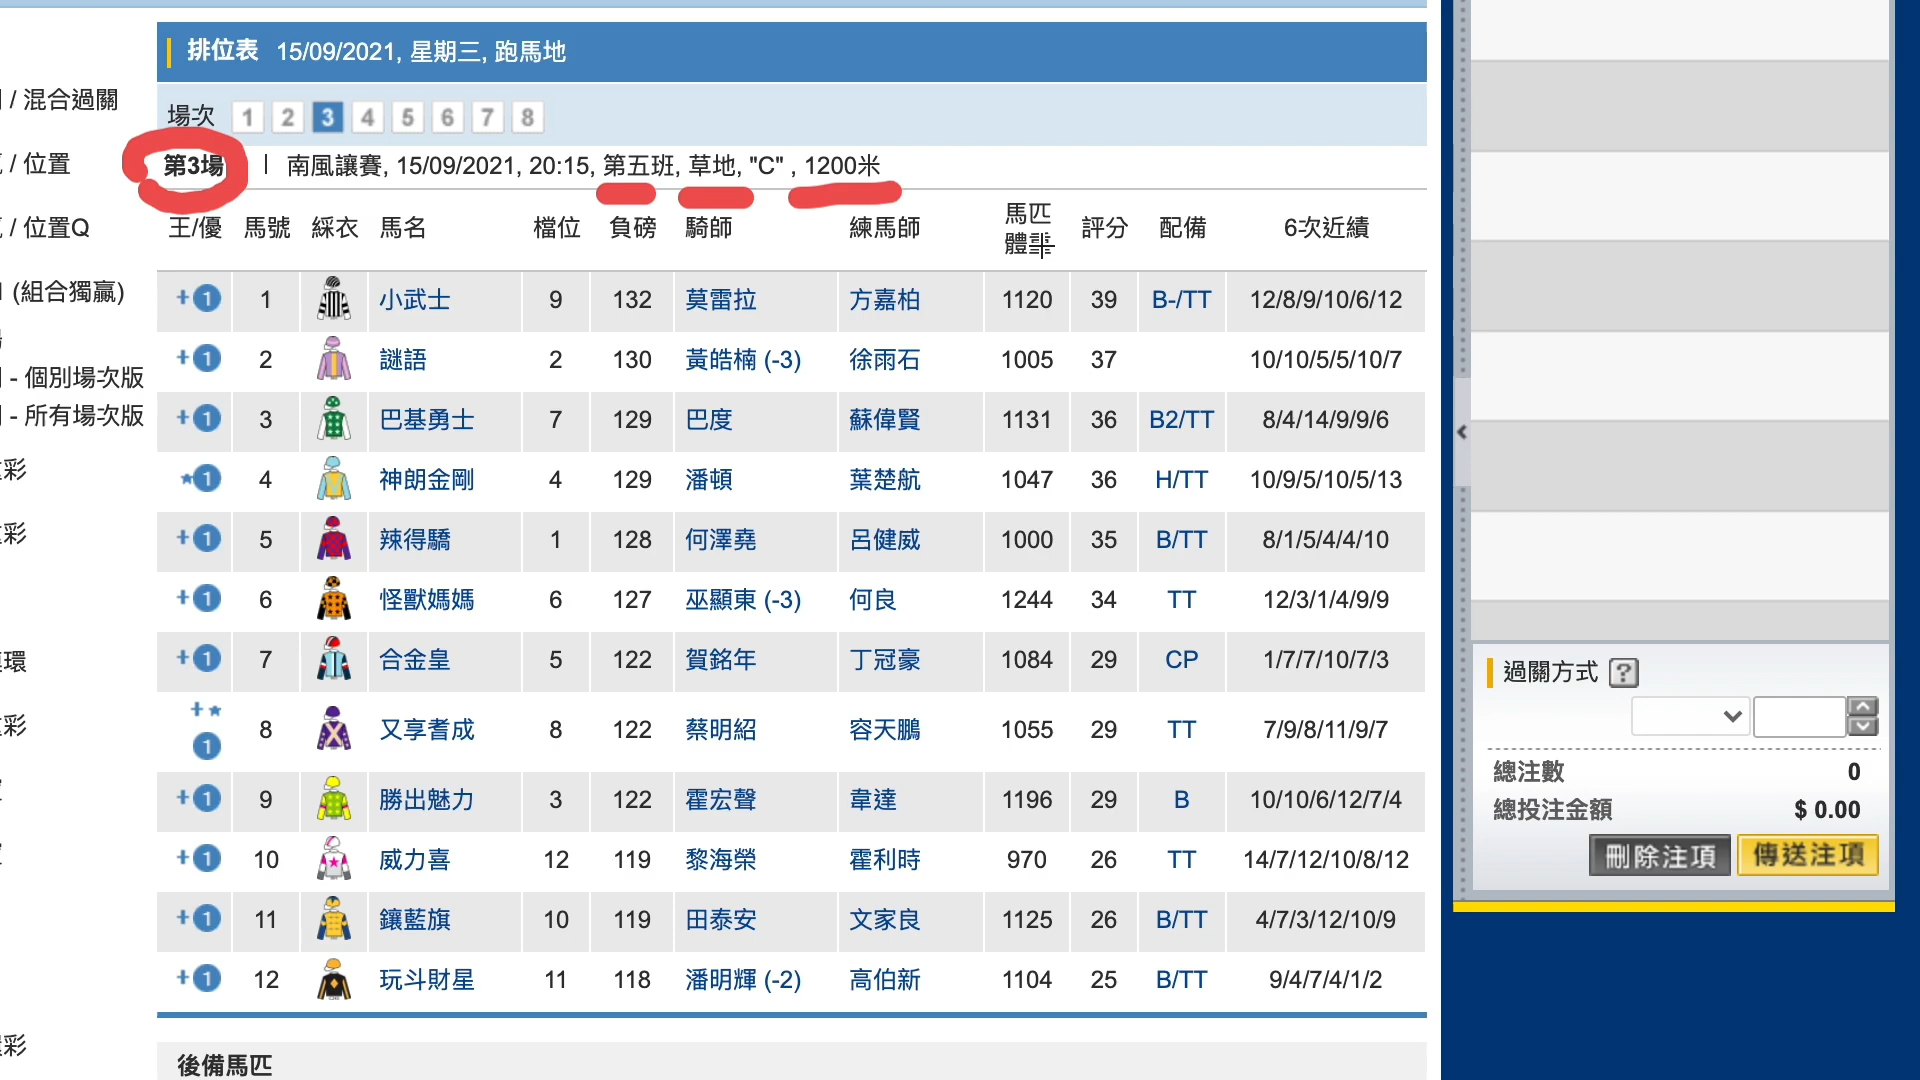 排位表 15/09/2021, 星期三, 跑馬地
場次 1 2 3 4 5 6 7 8
第3場 | 南風讓賽, 15/09/2021, 20:15, 第五班, 草地, "C" , 1200米
王/優 馬號 綵衣 馬名 檔位 負磅 騎師 練馬師 馬匹體重 評分 配備 6次近績
+1 1 小武士 9 132 莫雷拉 方嘉柏 1120 39 B-/TT 12/8/9/10/6/12
+1 2 謎語 2 130 黃皓楠 (-3) 徐雨石 1005 37 10/10/5/5/10/7
+1 3 巴基勇士 7 129 巴度 蘇偉賢 1131 36 B2/TT 8/4/14/9/9/6
★1 4 神朗金剛 4 129 潘頓 葉楚航 1047 36 H/TT 10/9/5/10/5/13
+1 5 辣得驕 1 128 何澤堯 呂健威 1000 35 B/TT 8/1/5/4/4/10
+1 6 怪獸媽媽 6 127 巫顯東 (-3) 何良 1244 34 TT 12/3/1/4/9/9
+1 7 合金皇 5 122 賀銘年 丁冠豪 1084 29 CP 1/7/7/10/7/3
+★1 8 又享耆成 8 122 蔡明紹 容天鵬 1055 29 TT 7/9/8/11/9/7
+1 9 勝出魅力 3 122 霍宏聲 韋達 1196 29 B 10/10/6/12/7/4
+1 10 威力喜 12 119 黎海榮 霍利時 970 26 TT 14/7/12/10/8/12
+1 11 鑲藍旗 10 119 田泰安 文家良 1125 26 B/TT 4/7/3/12/10/9
+1 12 玩斗財星 11 118 潘明輝 (-2) 高伯新 1104 25 B/TT 9/4/7/4/1/2
後備馬匹
/ 混合過關
/ 位置
/ 位置Q
(組合獨贏)
- 個別場次版
- 所有場次版
彩
彩
環
彩
彩
過關方式 ?
總注數 0
總投注金額 $ 0.00
刪除注項 傳送注項